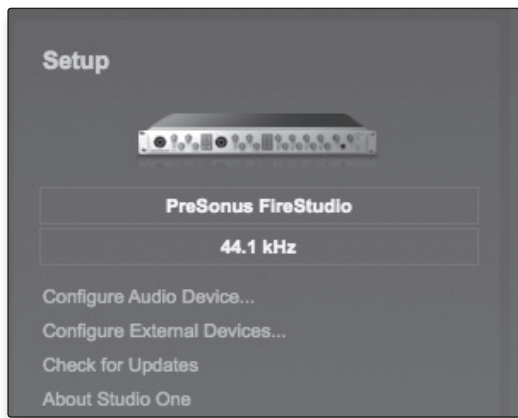 Setup
PreSonus FireStudio
44.1 kHz
Configure Audio Device...
Configure External Devices...
Check for Updates
About Studio One